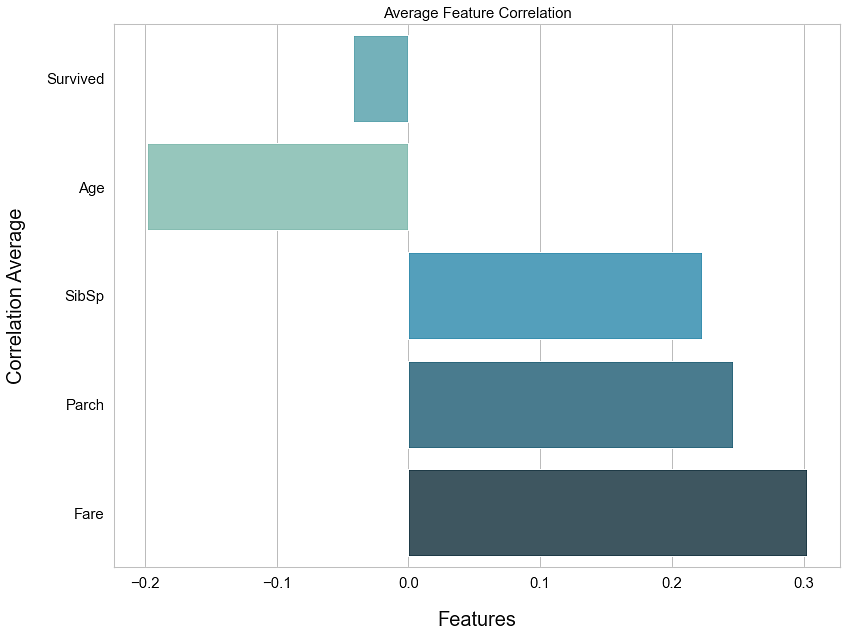 Average Feature Correlation
Survived
Age
SibSp
Parch
Fare
Correlation Average
−0.2 −0.1 0.0 0.1 0.2 0.3
Features